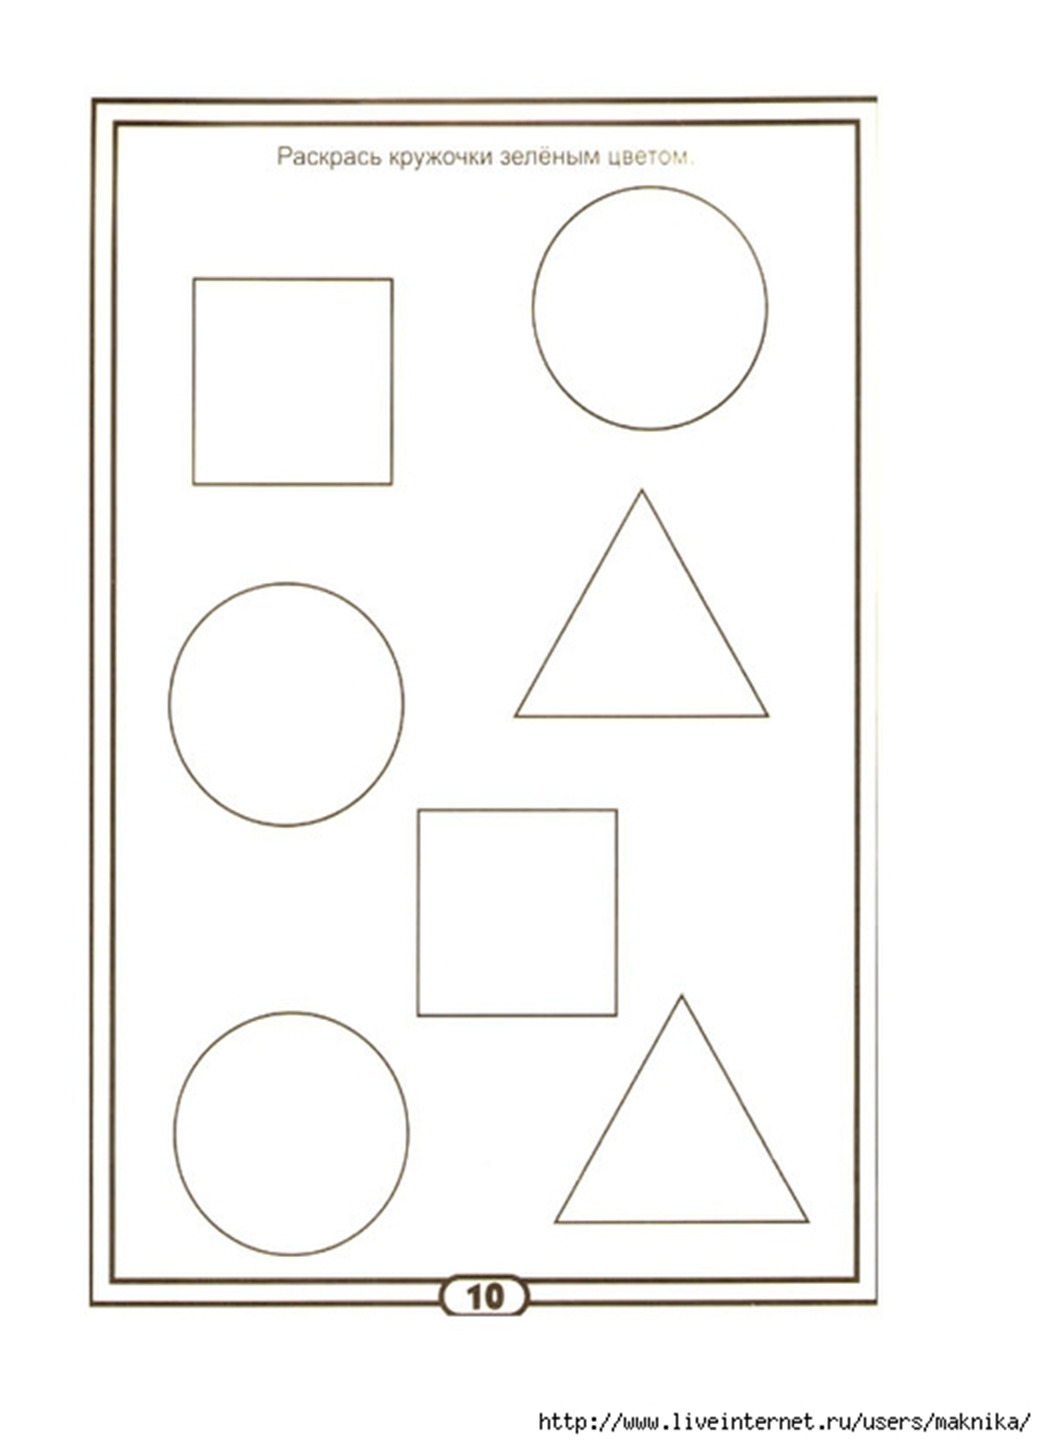 Раскрась кружочки зелёным цветом.
10
http://www.liveinternet.ru/users/maknika/